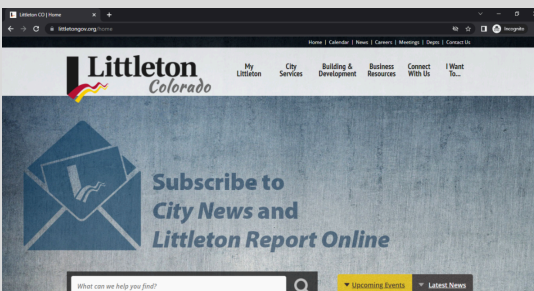 Littleton CO | Home
littletongov.org/home
Incognito
Home | Calendar | News | Careers | Meetings | Depts | Contact Us
Littleton
Colorado
My Littleton
City Services
Building & Development
Business Resources
Connect With Us
I Want To...
Subscribe to
City News and
Littleton Report Online
What can we help you find?
Upcoming Events
Latest News